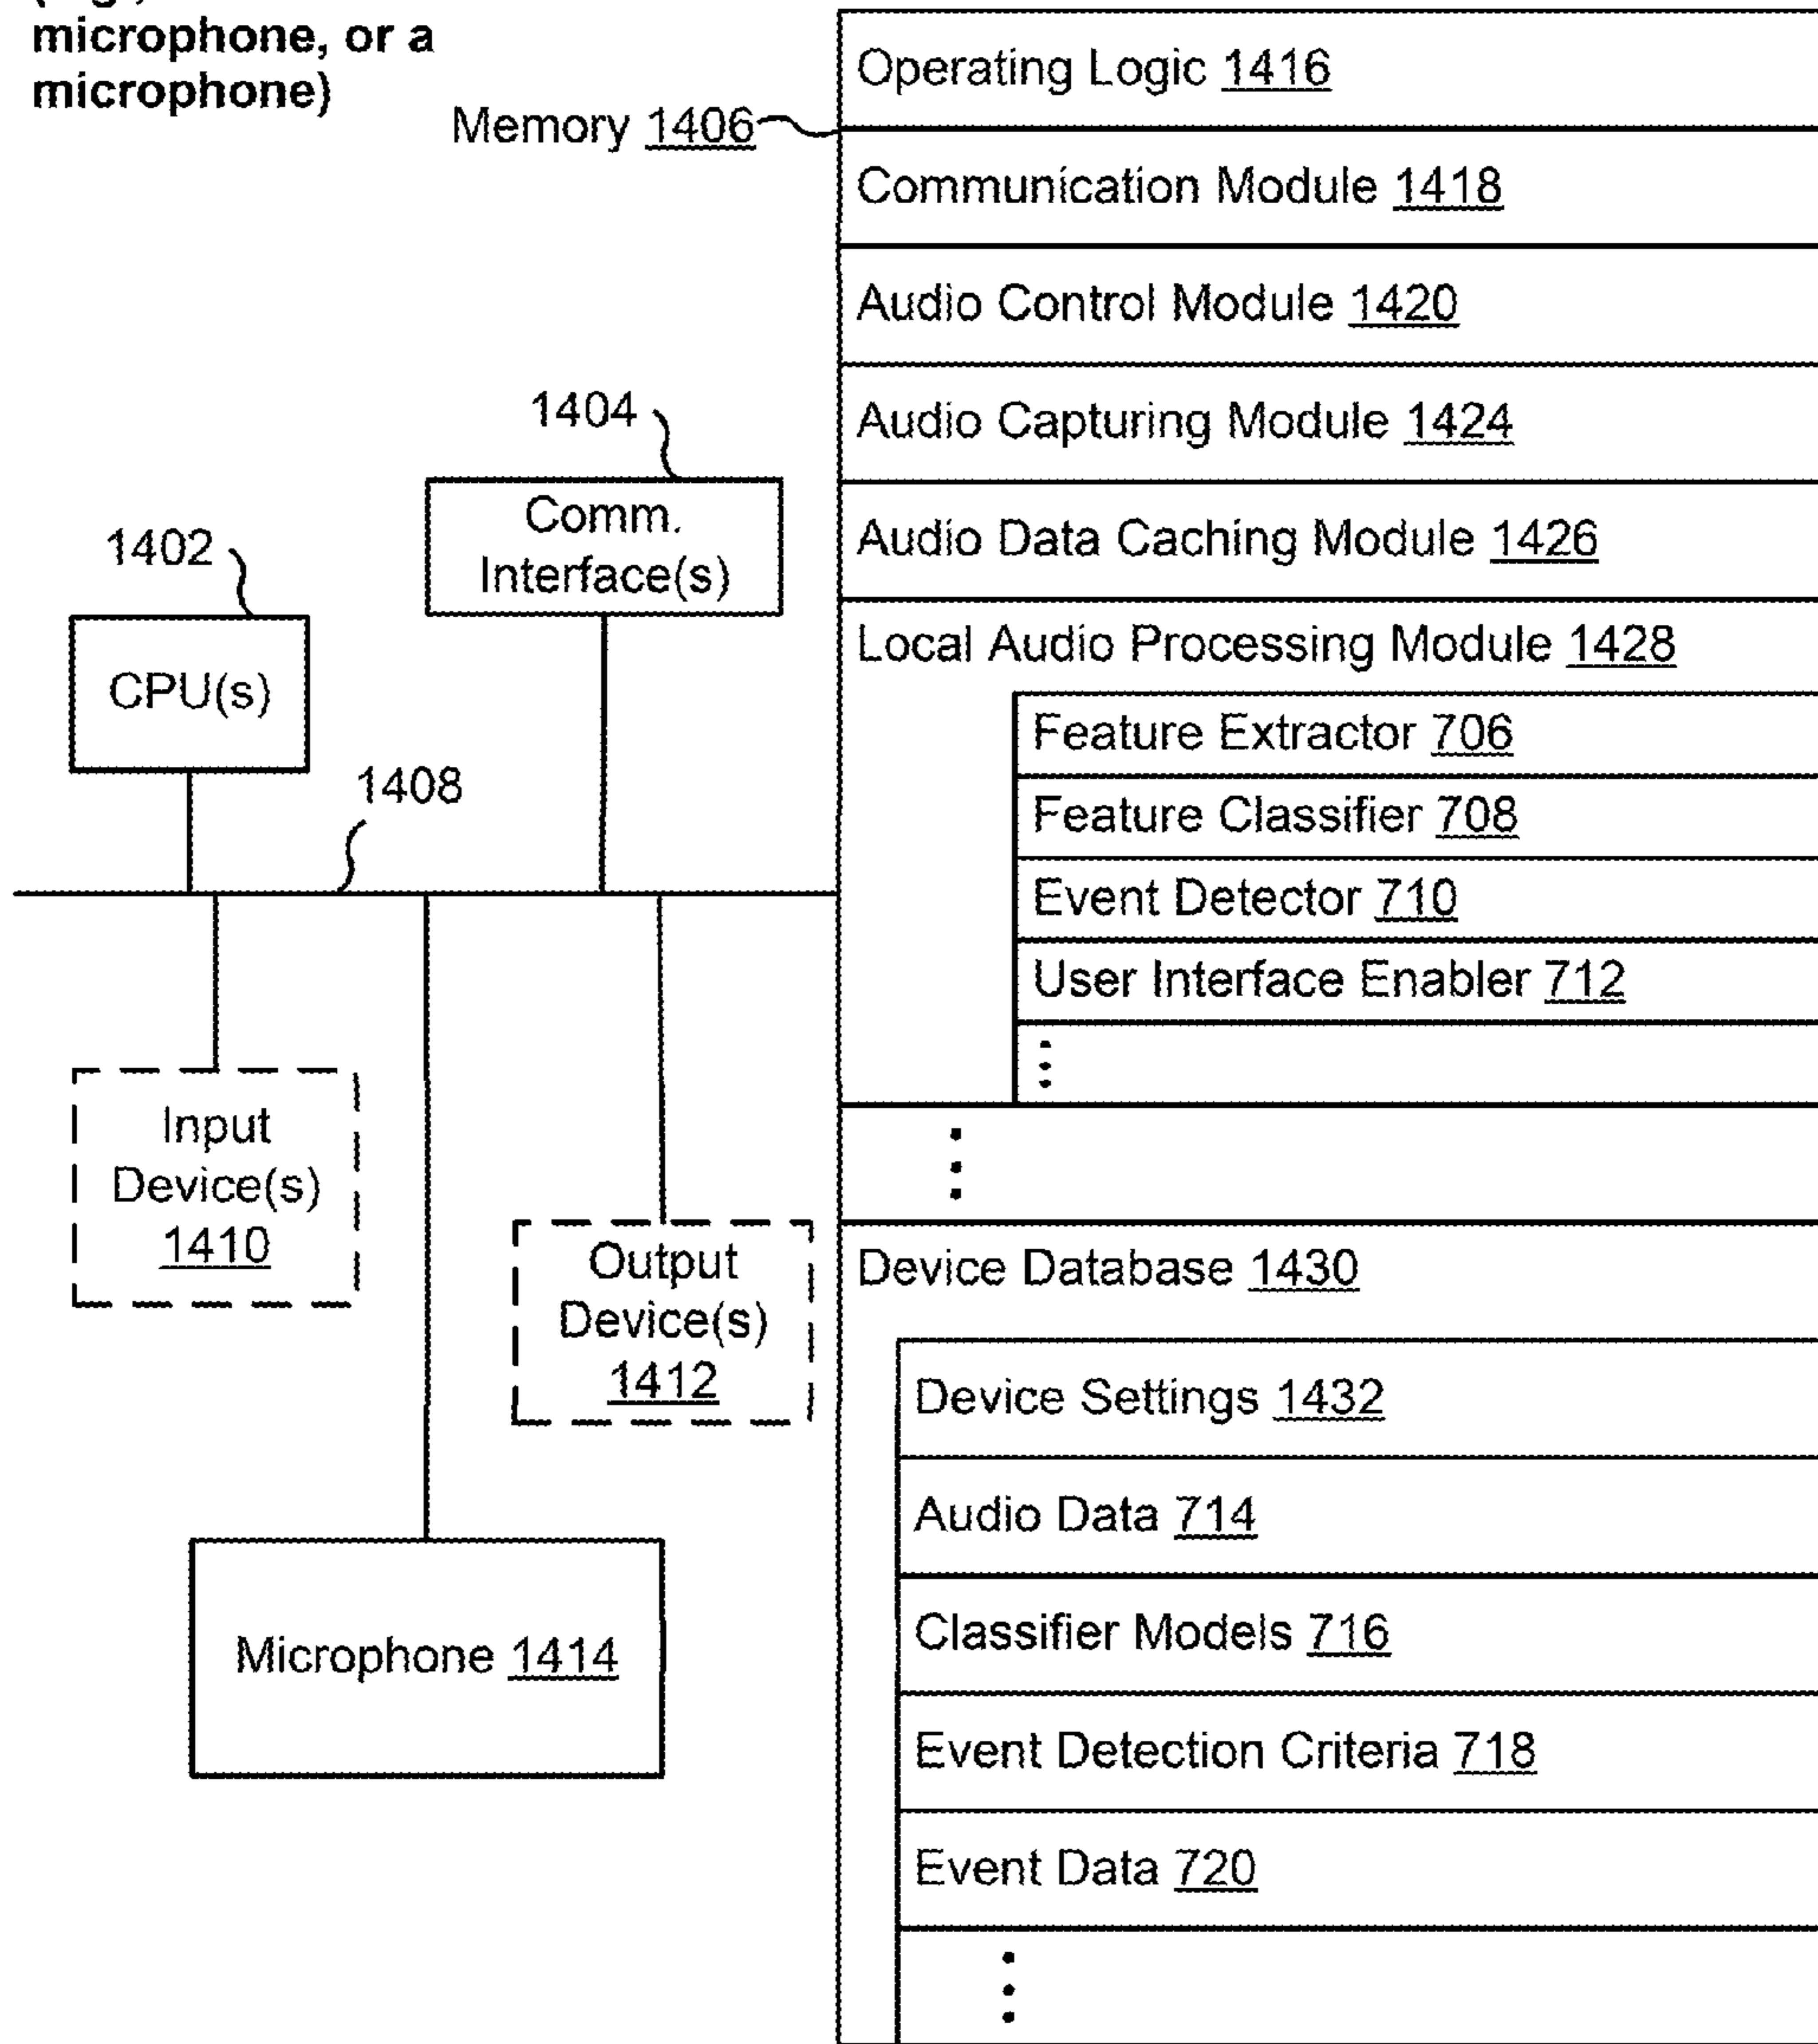 microphone, or a
microphone)
Memory 1406
Operating Logic 1416
Communication Module 1418
Audio Control Module 1420
Audio Capturing Module 1424
Audio Data Caching Module 1426
Local Audio Processing Module 1428
Feature Extractor 706
Feature Classifier 708
Event Detector 710
User Interface Enabler 712
⋮
⋮
Device Database 1430
Device Settings 1432
Audio Data 714
Classifier Models 716
Event Detection Criteria 718
Event Data 720
⋮
1404
Comm.
Interface(s)
1402
CPU(s)
1408
Input
Device(s)
1410
Output
Device(s)
1412
Microphone 1414